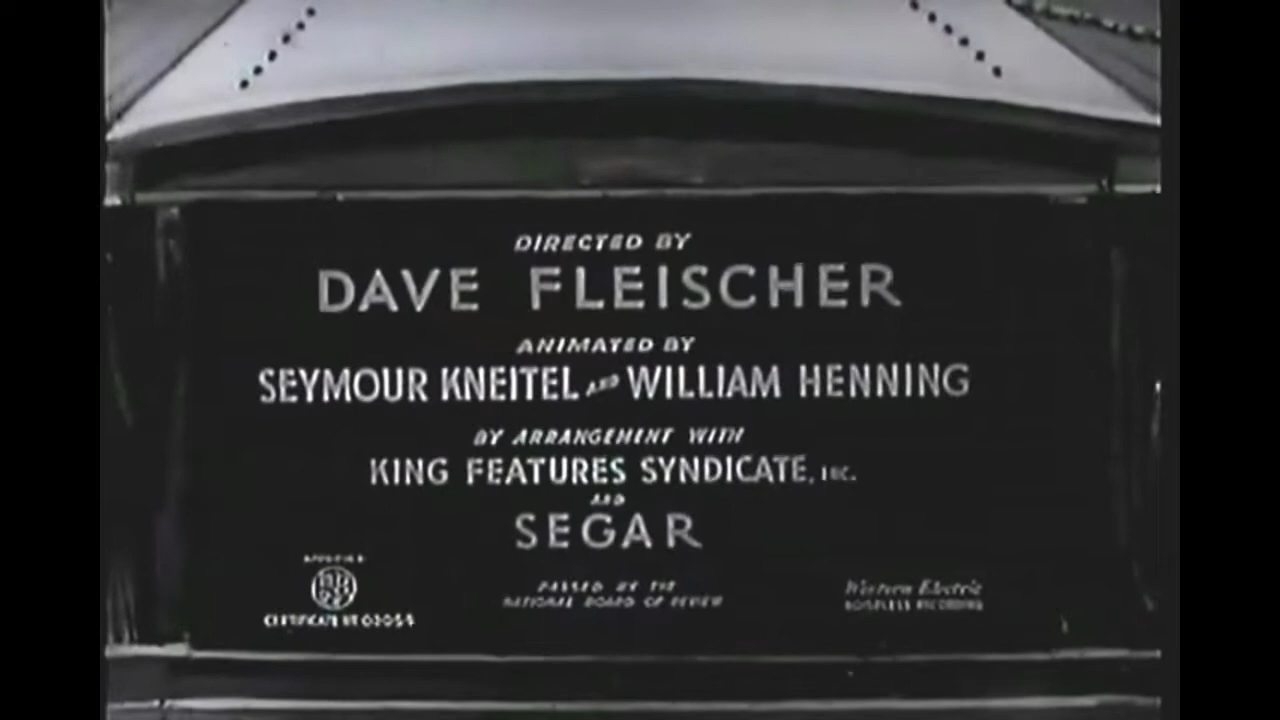 DIRECTED BY
DAVE FLEISCHER
ANIMATED BY
SEYMOUR KNEITEL AND WILLIAM HENNING
BY ARRANGEMENT WITH
KING FEATURES SYNDICATE, INC.
AND
SEGAR
PASSED BY THE
NATIONAL BOARD OF REVIEW
Western Electric
NOISELESS RECORDING
CERTIFICATE